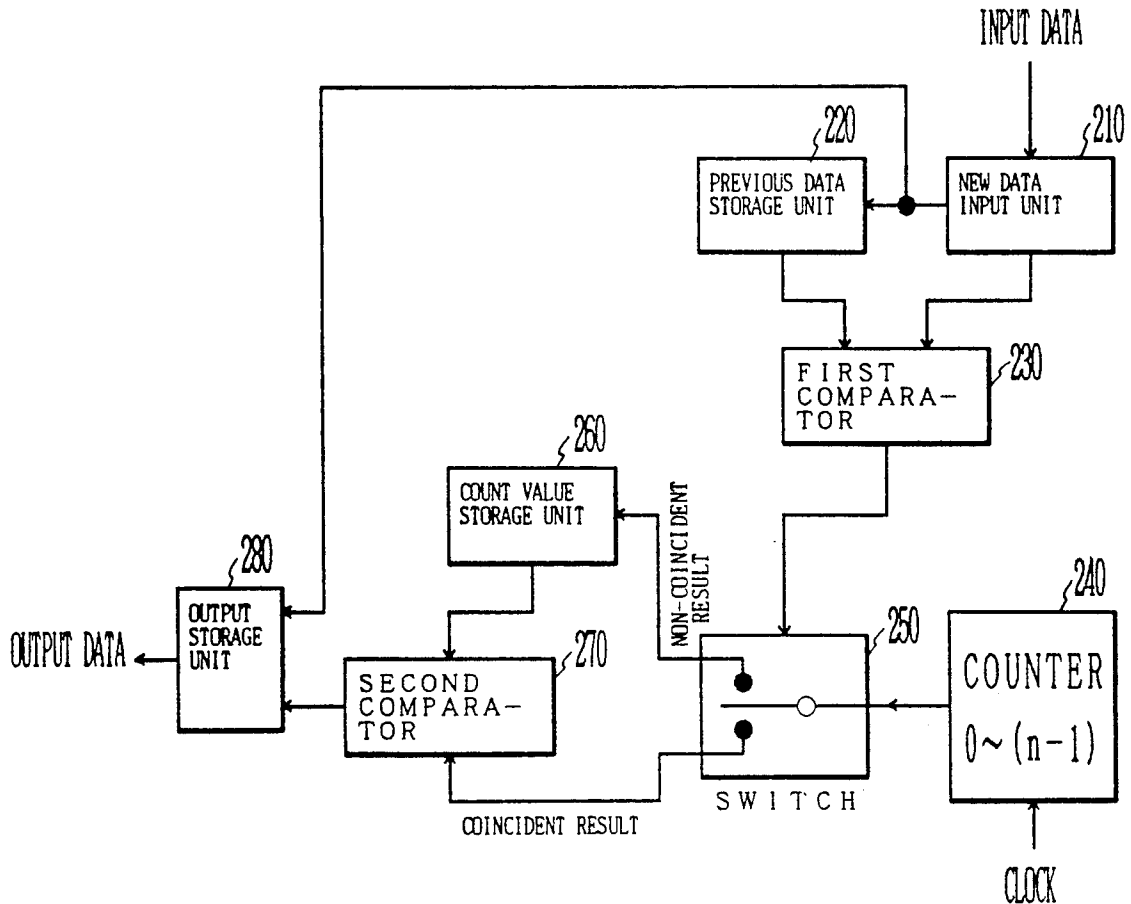 INPUT DATA
220
210
PREVIOUS DATA
STORAGE UNIT
NEW DATA
INPUT UNIT
230
FIRST
COMPARA-
TOR
260
COUNT VALUE
STORAGE UNIT
NON-COINCIDENT
RESULT
280
OUTPUT
STORAGE
UNIT
OUTPUT DATA
270
SECOND
COMPARA-
TOR
250
240
COUNTER
0~(n-1)
SWITCH
COINCIDENT RESULT
CLOCK